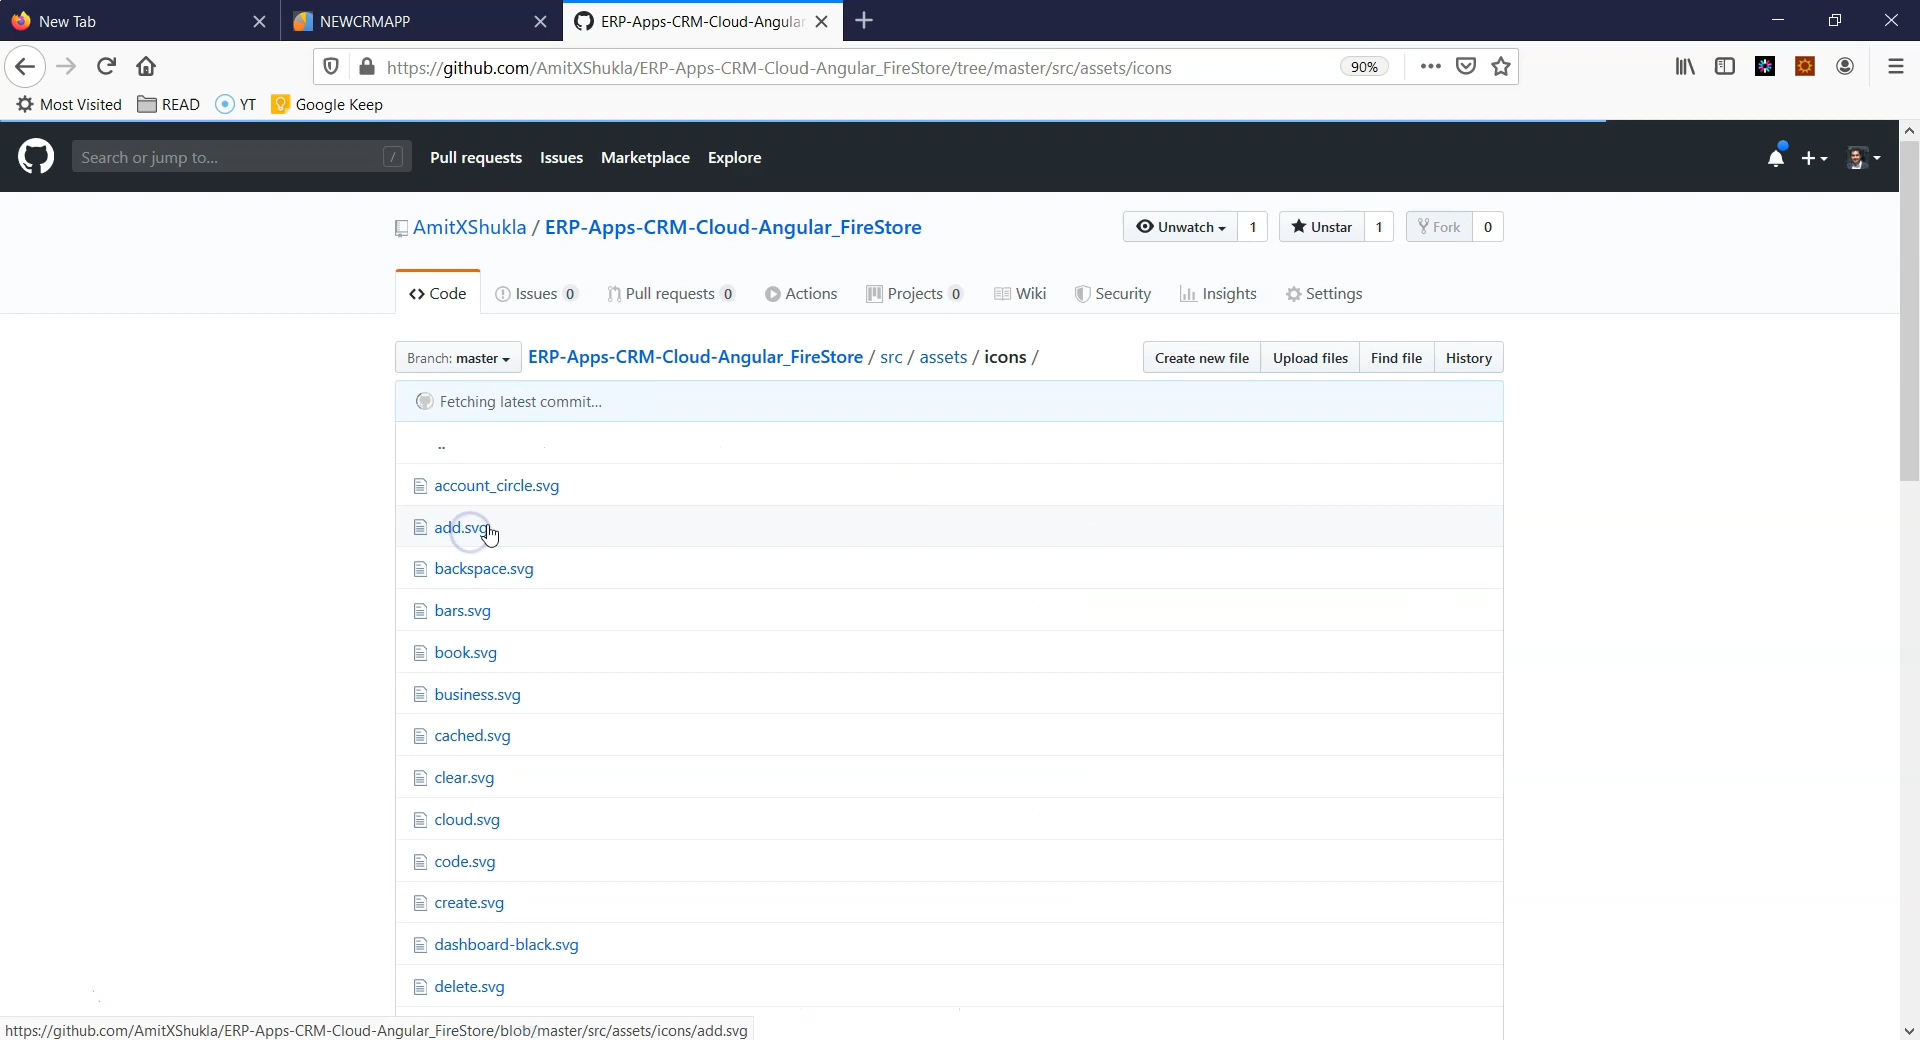 New Tab
NEWCRMAPP
ERP-Apps-CRM-Cloud-Angular
https://github.com/AmitXShukla/ERP-Apps-CRM-Cloud-Angular_FireStore/tree/master/src/assets/icons
90%
Most Visited READ YT Google Keep
Search or jump to... /
Pull requests Issues Marketplace Explore
AmitXShukla / ERP-Apps-CRM-Cloud-Angular_FireStore
Unwatch 1 Unstar 1 Fork 0
Code Issues 0 Pull requests 0 Actions Projects 0 Wiki Security Insights Settings
Branch: master ERP-Apps-CRM-Cloud-Angular_FireStore / src / assets / icons / Create new file Upload files Find file History
Fetching latest commit...
..
account_circle.svg
add.svg
backspace.svg
bars.svg
book.svg
business.svg
cached.svg
clear.svg
cloud.svg
code.svg
create.svg
dashboard-black.svg
delete.svg
https://github.com/AmitXShukla/ERP-Apps-CRM-Cloud-Angular_FireStore/blob/master/src/assets/icons/add.svg